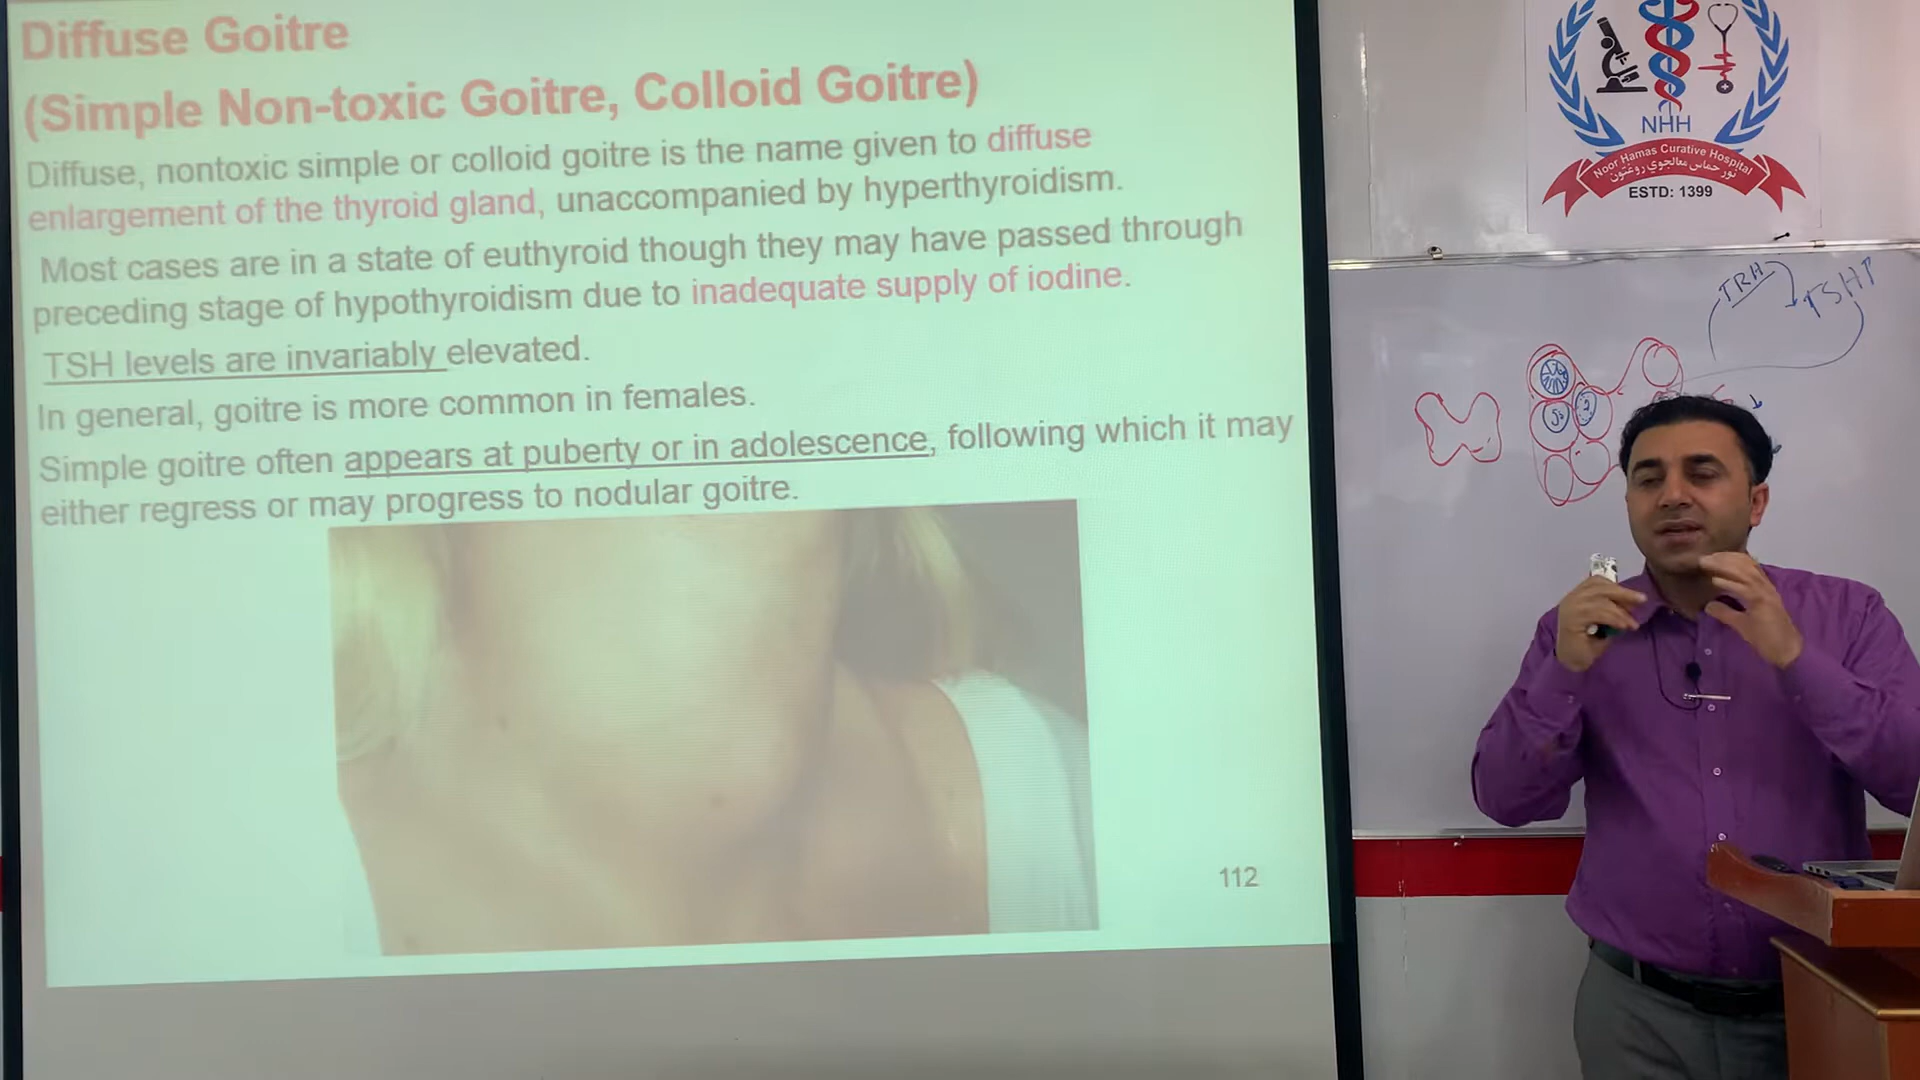 Diffuse Goitre
(Simple Non-toxic Goitre, Colloid Goitre)
Diffuse, nontoxic simple or colloid goitre is the name given to diffuse
enlargement of the thyroid gland, unaccompanied by hyperthyroidism.
Most cases are in a state of euthyroid though they may have passed through
preceding stage of hypothyroidism due to inadequate supply of iodine.
TSH levels are invariably elevated.
In general, goitre is more common in females.
Simple goitre often appears at puberty or in adolescence, following which it may
either regress or may progress to nodular goitre.
112
NHH
Noor Hamas Curative Hospital
نور حماس معالجوي روغتون
ESTD: 1399
TRH
TSH↑